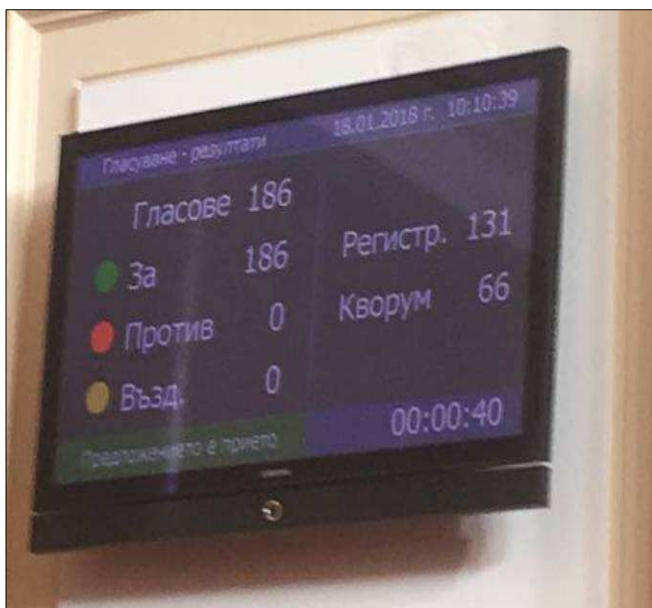 Гласуване - резултати 18.01.2018 г. 10:10:39
Гласове 186
За 186
Против 0
Възд. 0
Регистр. 131
Кворум 66
Предложението е прието 00:00:40